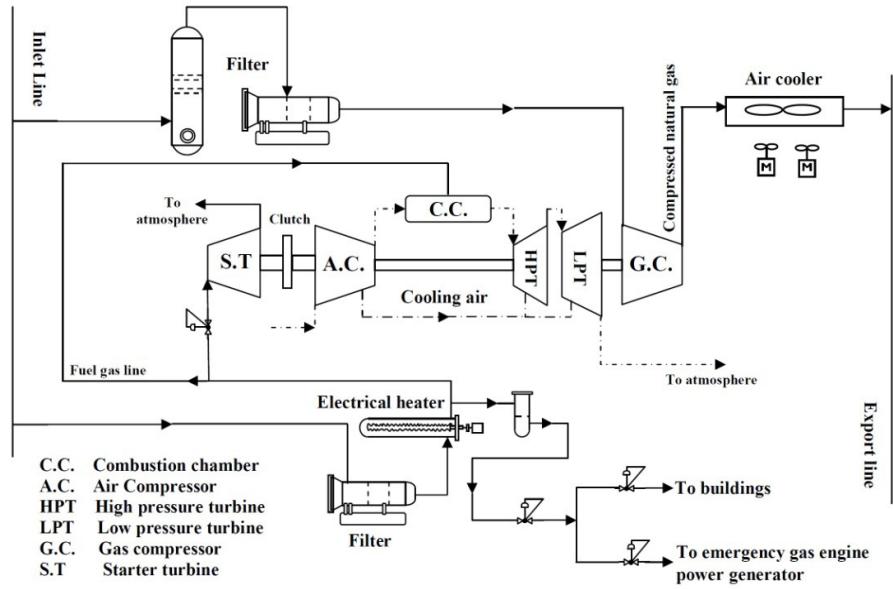 Inlet Line
Filter
Compressed natural gas
Air cooler
M
M
To
atmosphere
Clutch
C.C.
S.T
A.C.
HPT
LPT
G.C.
Cooling air
Fuel gas line
To atmosphere
Electrical heater
Export line
C.C. Combustion chamber
A.C. Air Compressor
HPT High pressure turbine
LPT Low pressure turbine
G.C. Gas compressor
S.T Starter turbine
Filter
To buildings
To emergency gas engine
power generator